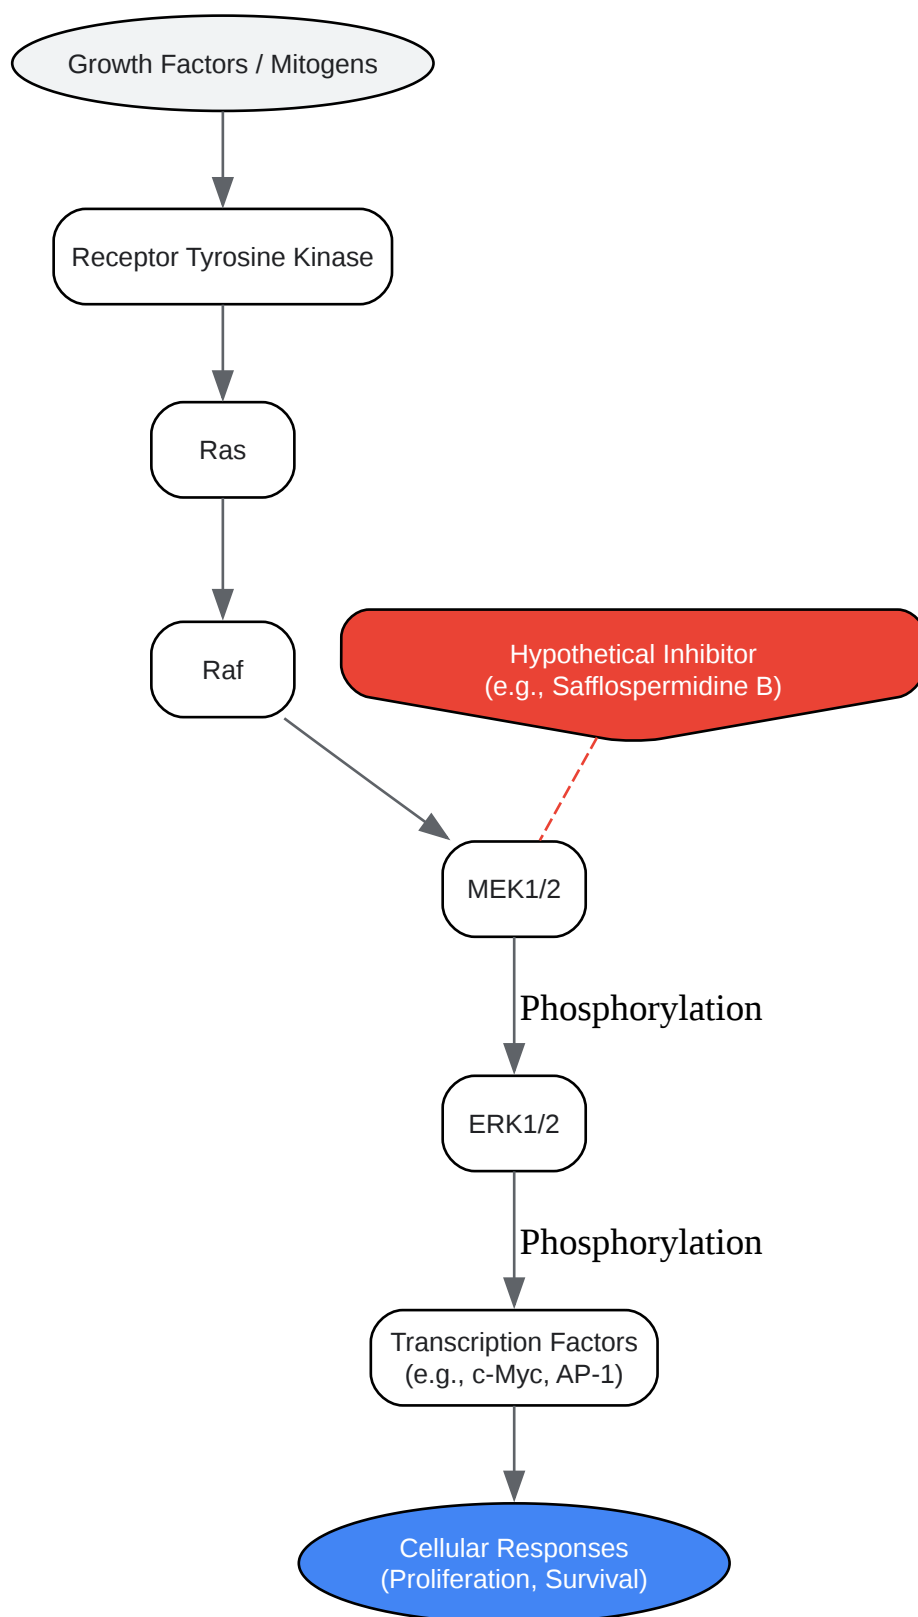 Growth Factors / Mitogens
Receptor Tyrosine Kinase
Ras
Raf
Hypothetical Inhibitor
(e.g., Safflospermidine B)
MEK1/2
Phosphorylation
ERK1/2
Phosphorylation
Transcription Factors
(e.g., c-Myc, AP-1)
Cellular Responses
(Proliferation, Survival)